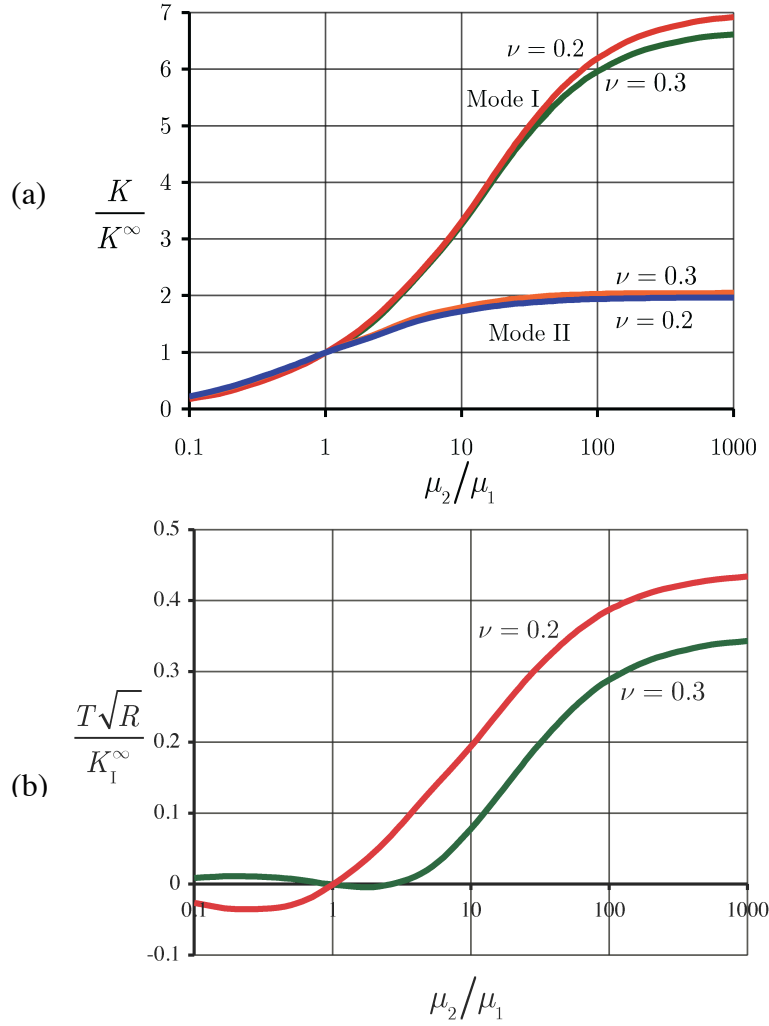 7
6
5
4
3
2
1
0
ν = 0.2
ν = 0.3
Mode I
(a)
K
K∞
ν = 0.3
ν = 0.2
Mode II
0.1 1 10 100 1000
μ₂/μ₁
0.5
0.4
0.3
0.2
0.1
0
-0.1
ν = 0.2
ν = 0.3
T√R
K_I^∞
(b)
0.1 1 10 100 1000
μ₂/μ₁